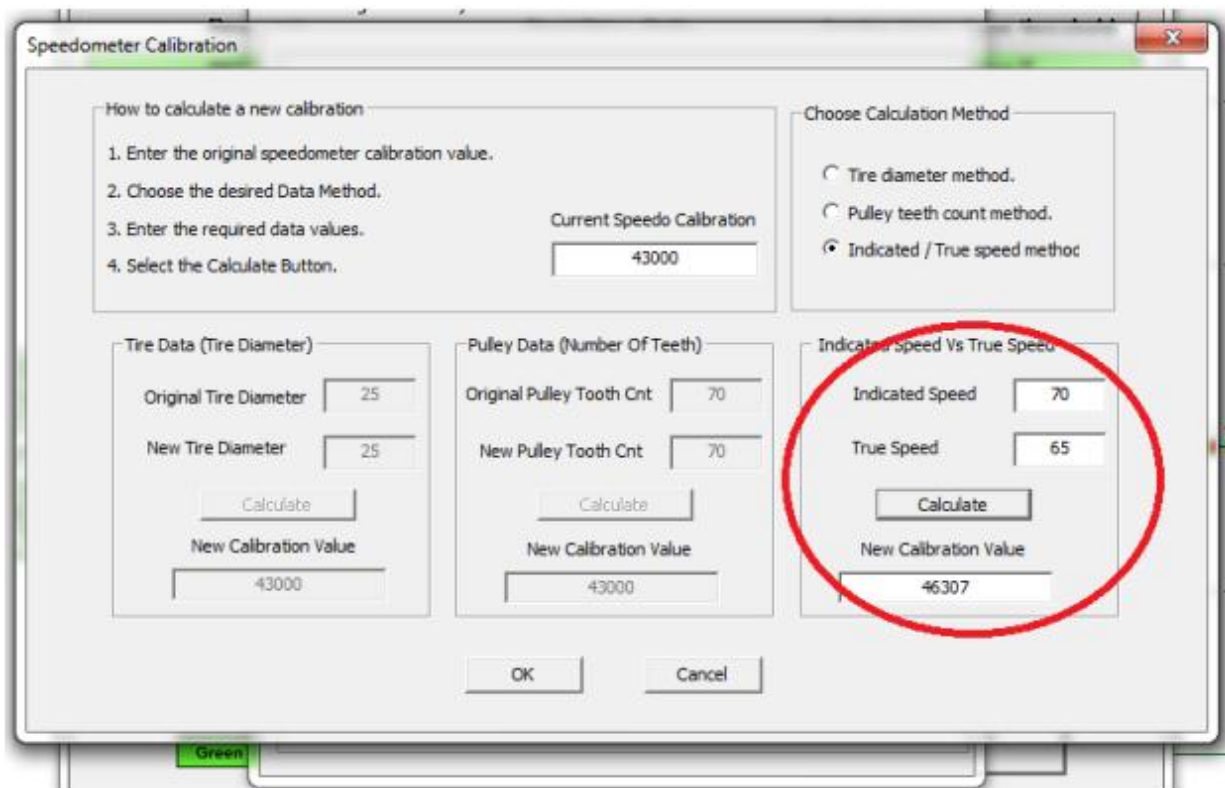 Speedometer Calibration
How to calculate a new calibration
1. Enter the original speedometer calibration value.
2. Choose the desired Data Method.
3. Enter the required data values.
4. Select the Calculate Button.
Current Speedo Calibration
43000
Choose Calculation Method
Tire diameter method.
Pulley teeth count method.
Indicated / True speed method
Tire Data (Tire Diameter)
Original Tire Diameter 25
New Tire Diameter 25
Calculate
New Calibration Value
43000
Pulley Data (Number Of Teeth)
Original Pulley Tooth Cnt 70
New Pulley Tooth Cnt 70
Calculate
New Calibration Value
43000
Indicated Speed Vs True Speed
Indicated Speed 70
True Speed 65
Calculate
New Calibration Value
46307
OK Cancel
Green